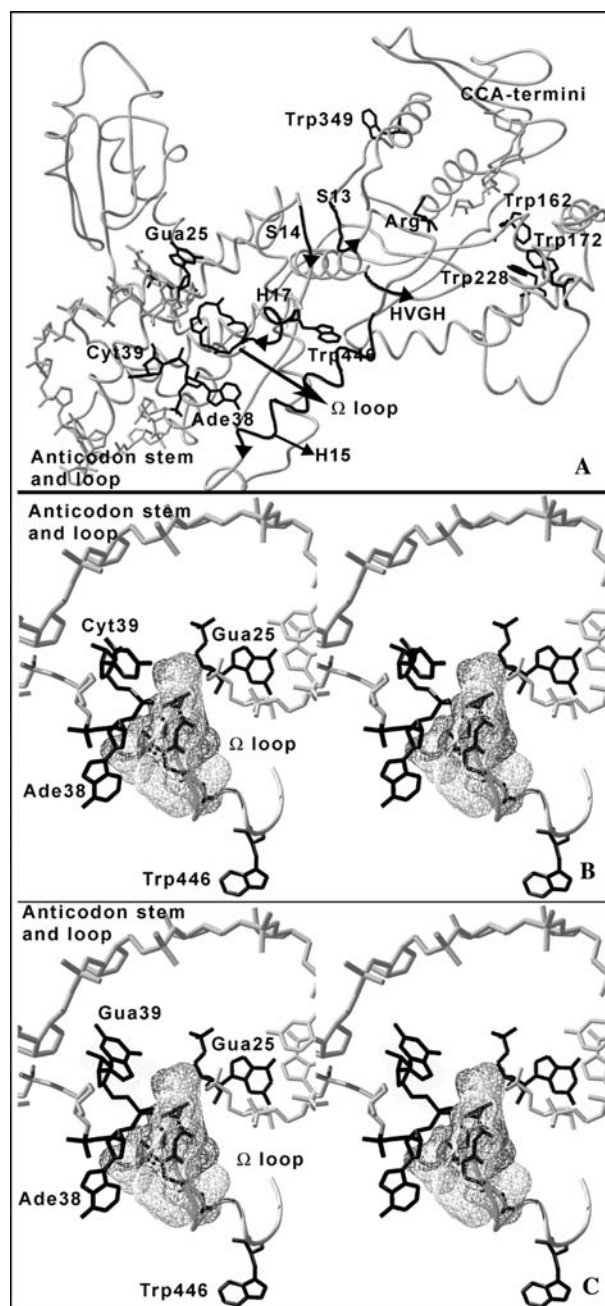 CCA-termini
Trp349
S13
Arg
Trp162
Trp172
Gua25
S14
Trp228
H17
HVGH
Cyt39
Trp446
Ω loop
Ade38
H15
Anticodon stem
and loop
A
Anticodon stem
and loop
Cyt39
Gua25
Ω loop
Ade38
Trp446
B
Anticodon stem
and loop
Gua39
Gua25
Ω loop
Ade38
Trp446
C